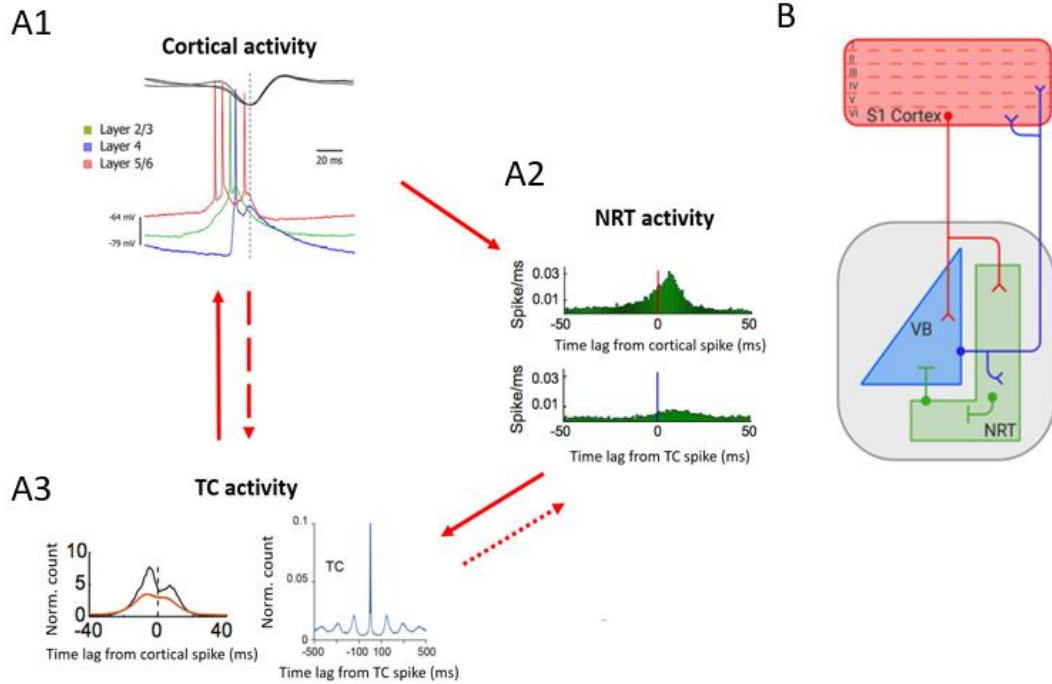 A1
Cortical activity
Layer 2/3
Layer 4
Layer 5/6
20 ms
-64 mV
-79 mV
A2
NRT activity
Spike/ms
0.03
0.01
-50
0
50
Time lag from cortical spike (ms)
Spike/ms
0.03
0.01
-50
0
50
Time lag from TC spike (ms)
A3
TC activity
Norm. count
10
5
0
-40
0
40
Time lag from cortical spike (ms)
Norm. count
0.1
0.05
0
TC
-500
-100
100
500
Time lag from TC spike (ms)
B
I
II
III
IV
V
VI
S1 Cortex
VB
NRT